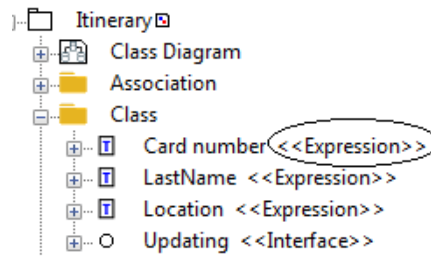 Itinerary
Class Diagram
Association
Class
T Card number <<Expression>>
T LastName <<Expression>>
T Location <<Expression>>
Updating <<Interface>>